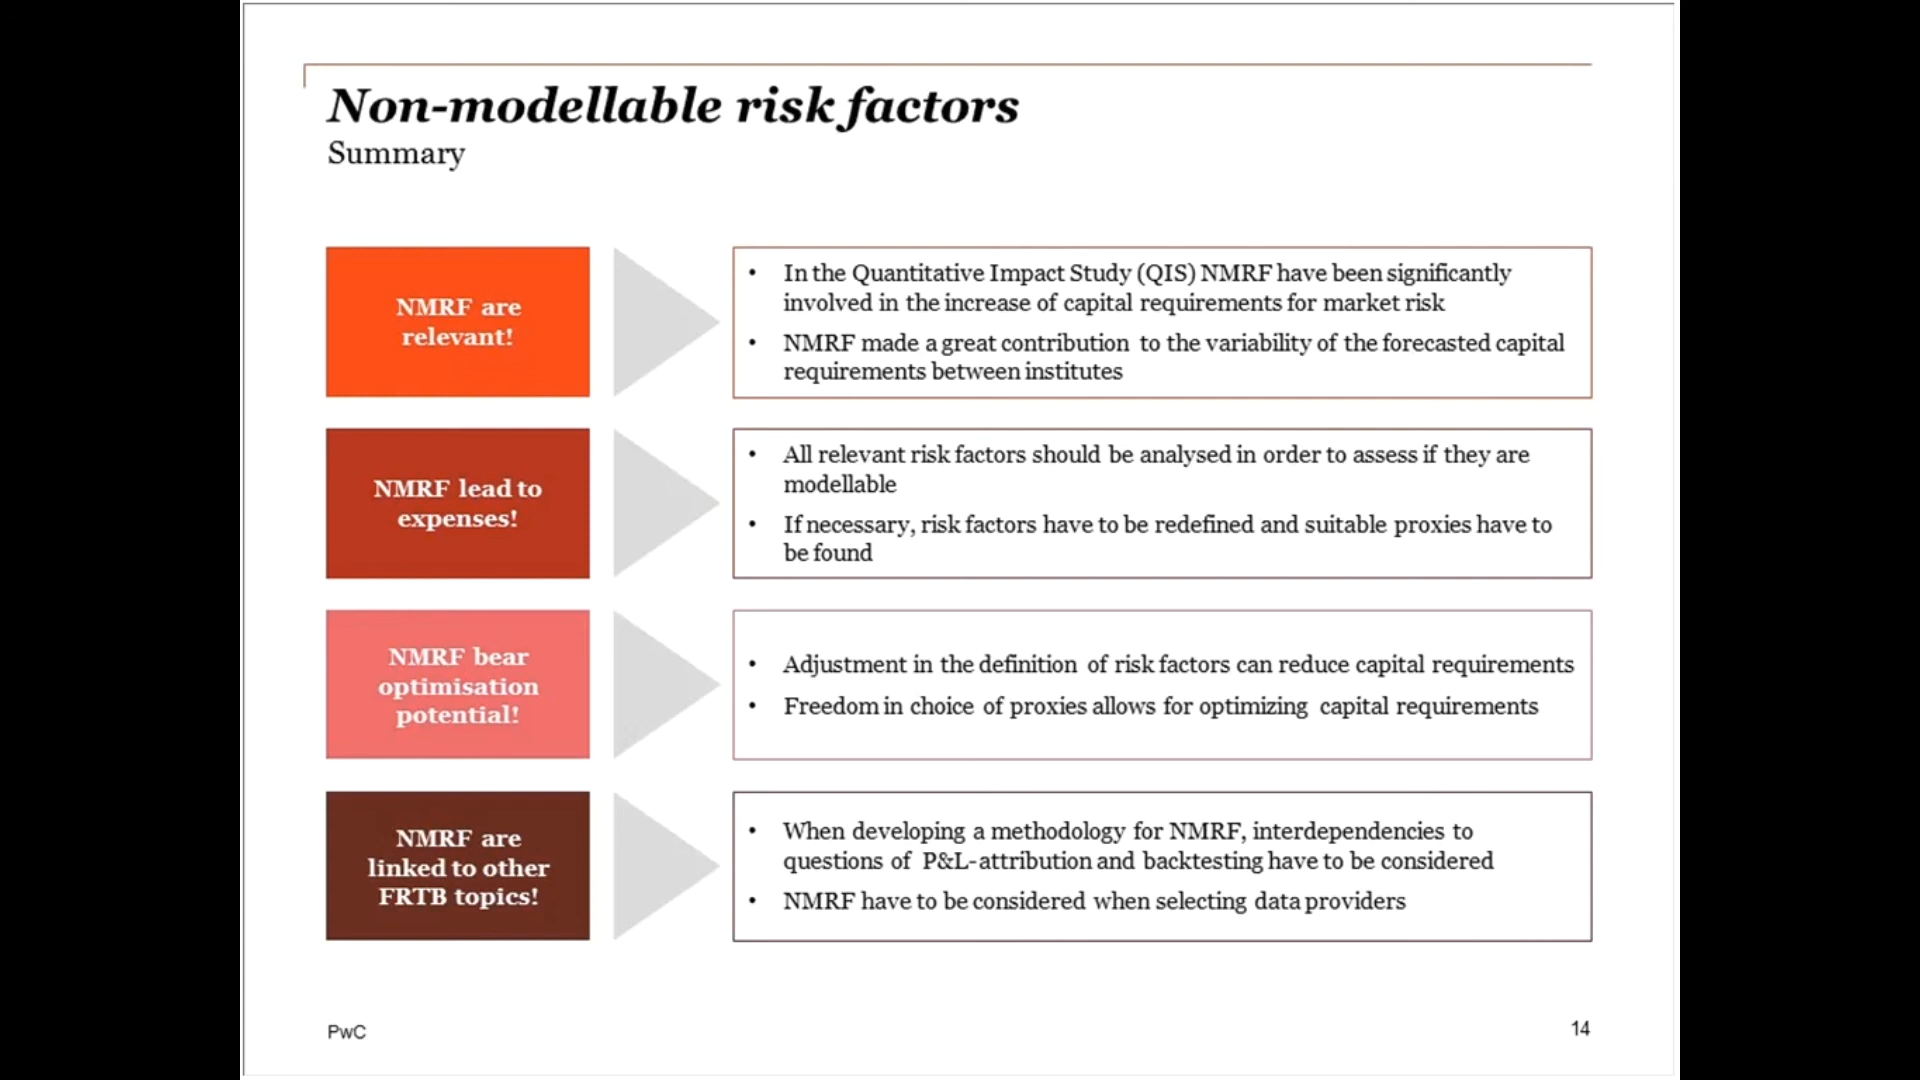 Non-modellable risk factors
Summary
NMRF are
relevant!
• In the Quantitative Impact Study (QIS) NMRF have been significantly
involved in the increase of capital requirements for market risk
• NMRF made a great contribution to the variability of the forecasted capital
requirements between institutes
NMRF lead to
expenses!
• All relevant risk factors should be analysed in order to assess if they are
modellable
• If necessary, risk factors have to be redefined and suitable proxies have to
be found
NMRF bear
optimisation
potential!
• Adjustment in the definition of risk factors can reduce capital requirements
• Freedom in choice of proxies allows for optimizing capital requirements
NMRF are
linked to other
FRTB topics!
• When developing a methodology for NMRF, interdependencies to
questions of P&L-attribution and backtesting have to be considered
• NMRF have to be considered when selecting data providers
PwC
14